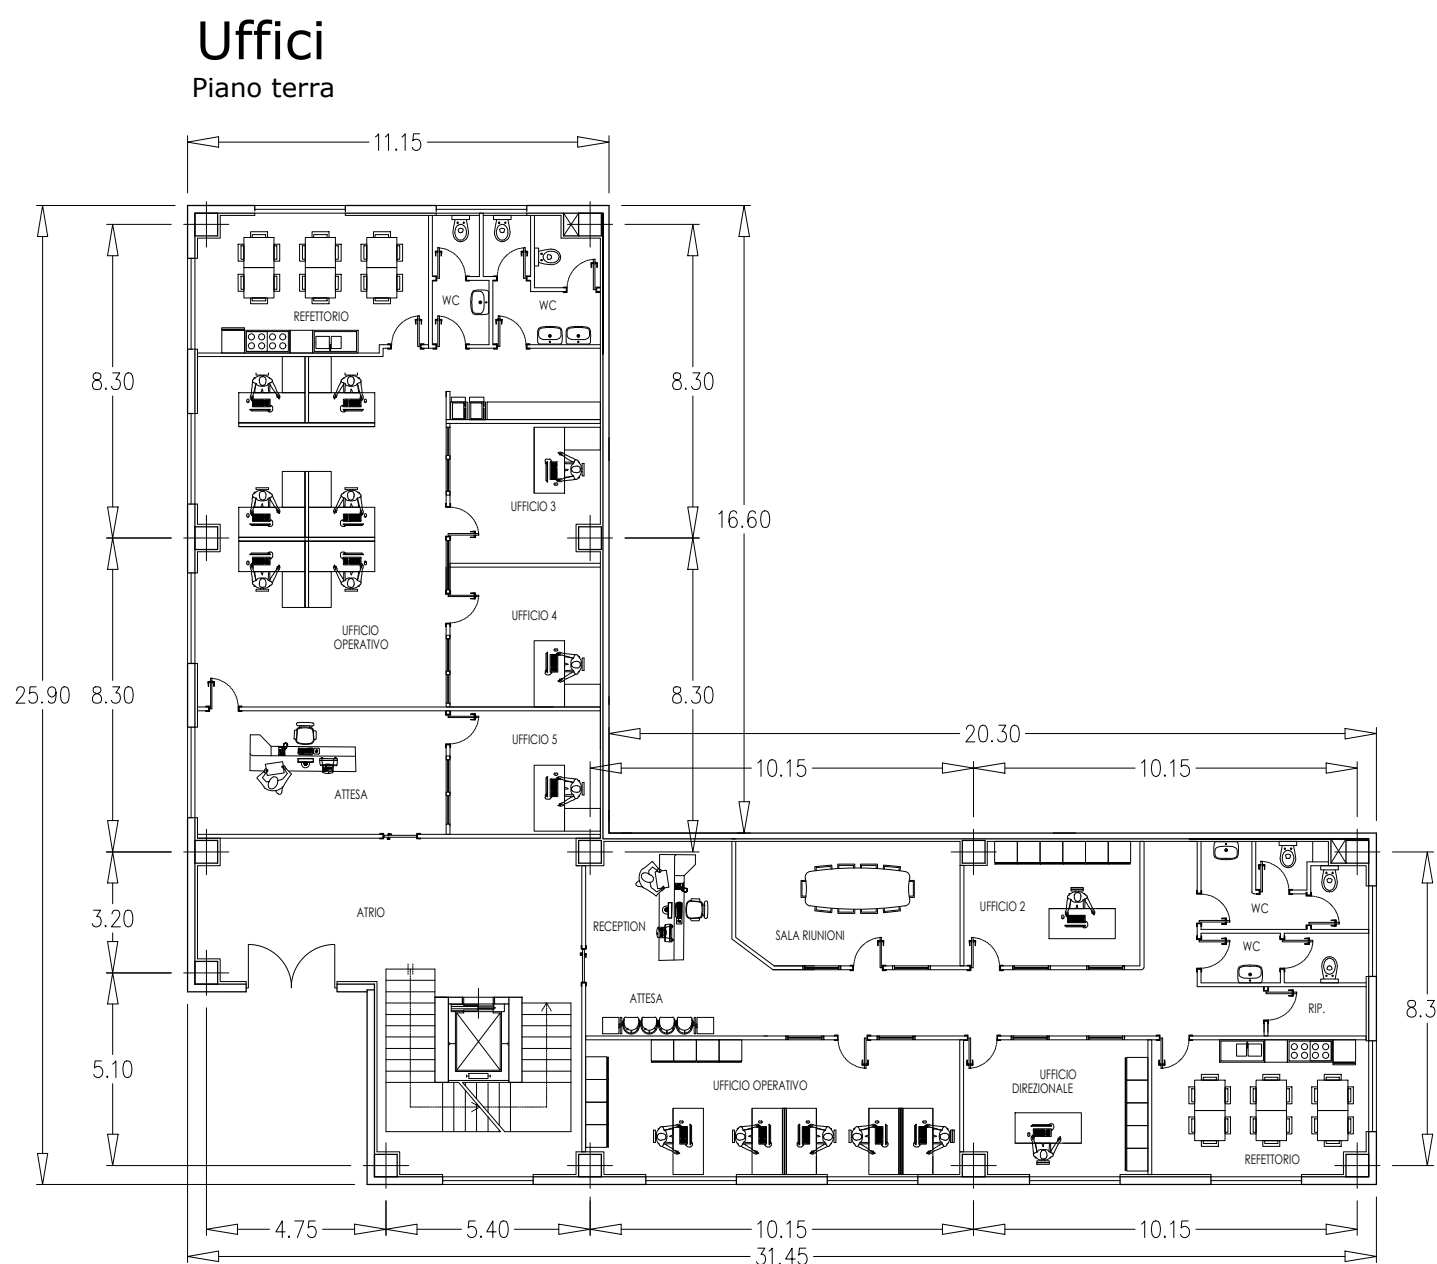 Uffici
Piano terra
11.15
REFETTORIO
WC
WC
8.30
8.30
UFFICIO 3
16.60
UFFICIO 4
UFFICIO
OPERATIVO
25.90
8.30
8.30
UFFICIO 5
20.30
ATTESA
10.15
10.15
ATRIO
3.20
RECEPTION
SALA RIUNIONI
UFFICIO 2
WC
WC
ATTESA
RIP.
8.3
5.10
UFFICIO OPERATIVO
UFFICIO
DIREZIONALE
REFETTORIO
4.75
5.40
10.15
10.15
31.45